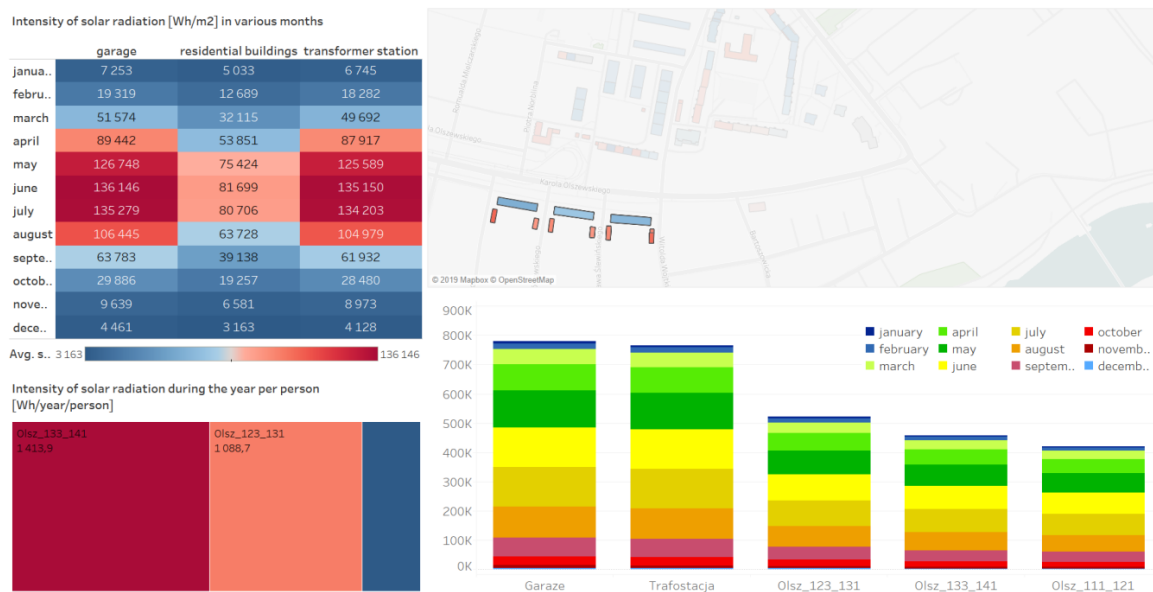 Intensity of solar radiation [Wh/m2] in various months
garage residential buildings transformer station
janua.. 7 253 5 033 6 745
febru.. 19 319 12 689 18 282
march 51 574 32 115 49 692
april 89 442 53 851 87 917
may 126 748 75 424 125 589
june 136 146 81 699 135 150
july 135 279 80 706 134 203
august 106 445 63 728 104 979
septe.. 63 783 39 138 61 932
octob.. 29 886 19 257 28 480
nove.. 9 639 6 581 8 973
dece.. 4 461 3 163 4 128
Avg. s.. 3 163 136 146
Intensity of solar radiation during the year per person
[Wh/year/person]
Olsz_133_141
1 413,9
Olsz_123_131
1 088,7
Karola Olszewskiego
© 2019 Mapbox © OpenStreetMap
900K
800K
700K
600K
500K
400K
300K
200K
100K
0K
january april july october
february may august novemb..
march june septem.. decemb..
Garaze Trafostacja Olsz_123_131 Olsz_133_141 Olsz_111_121